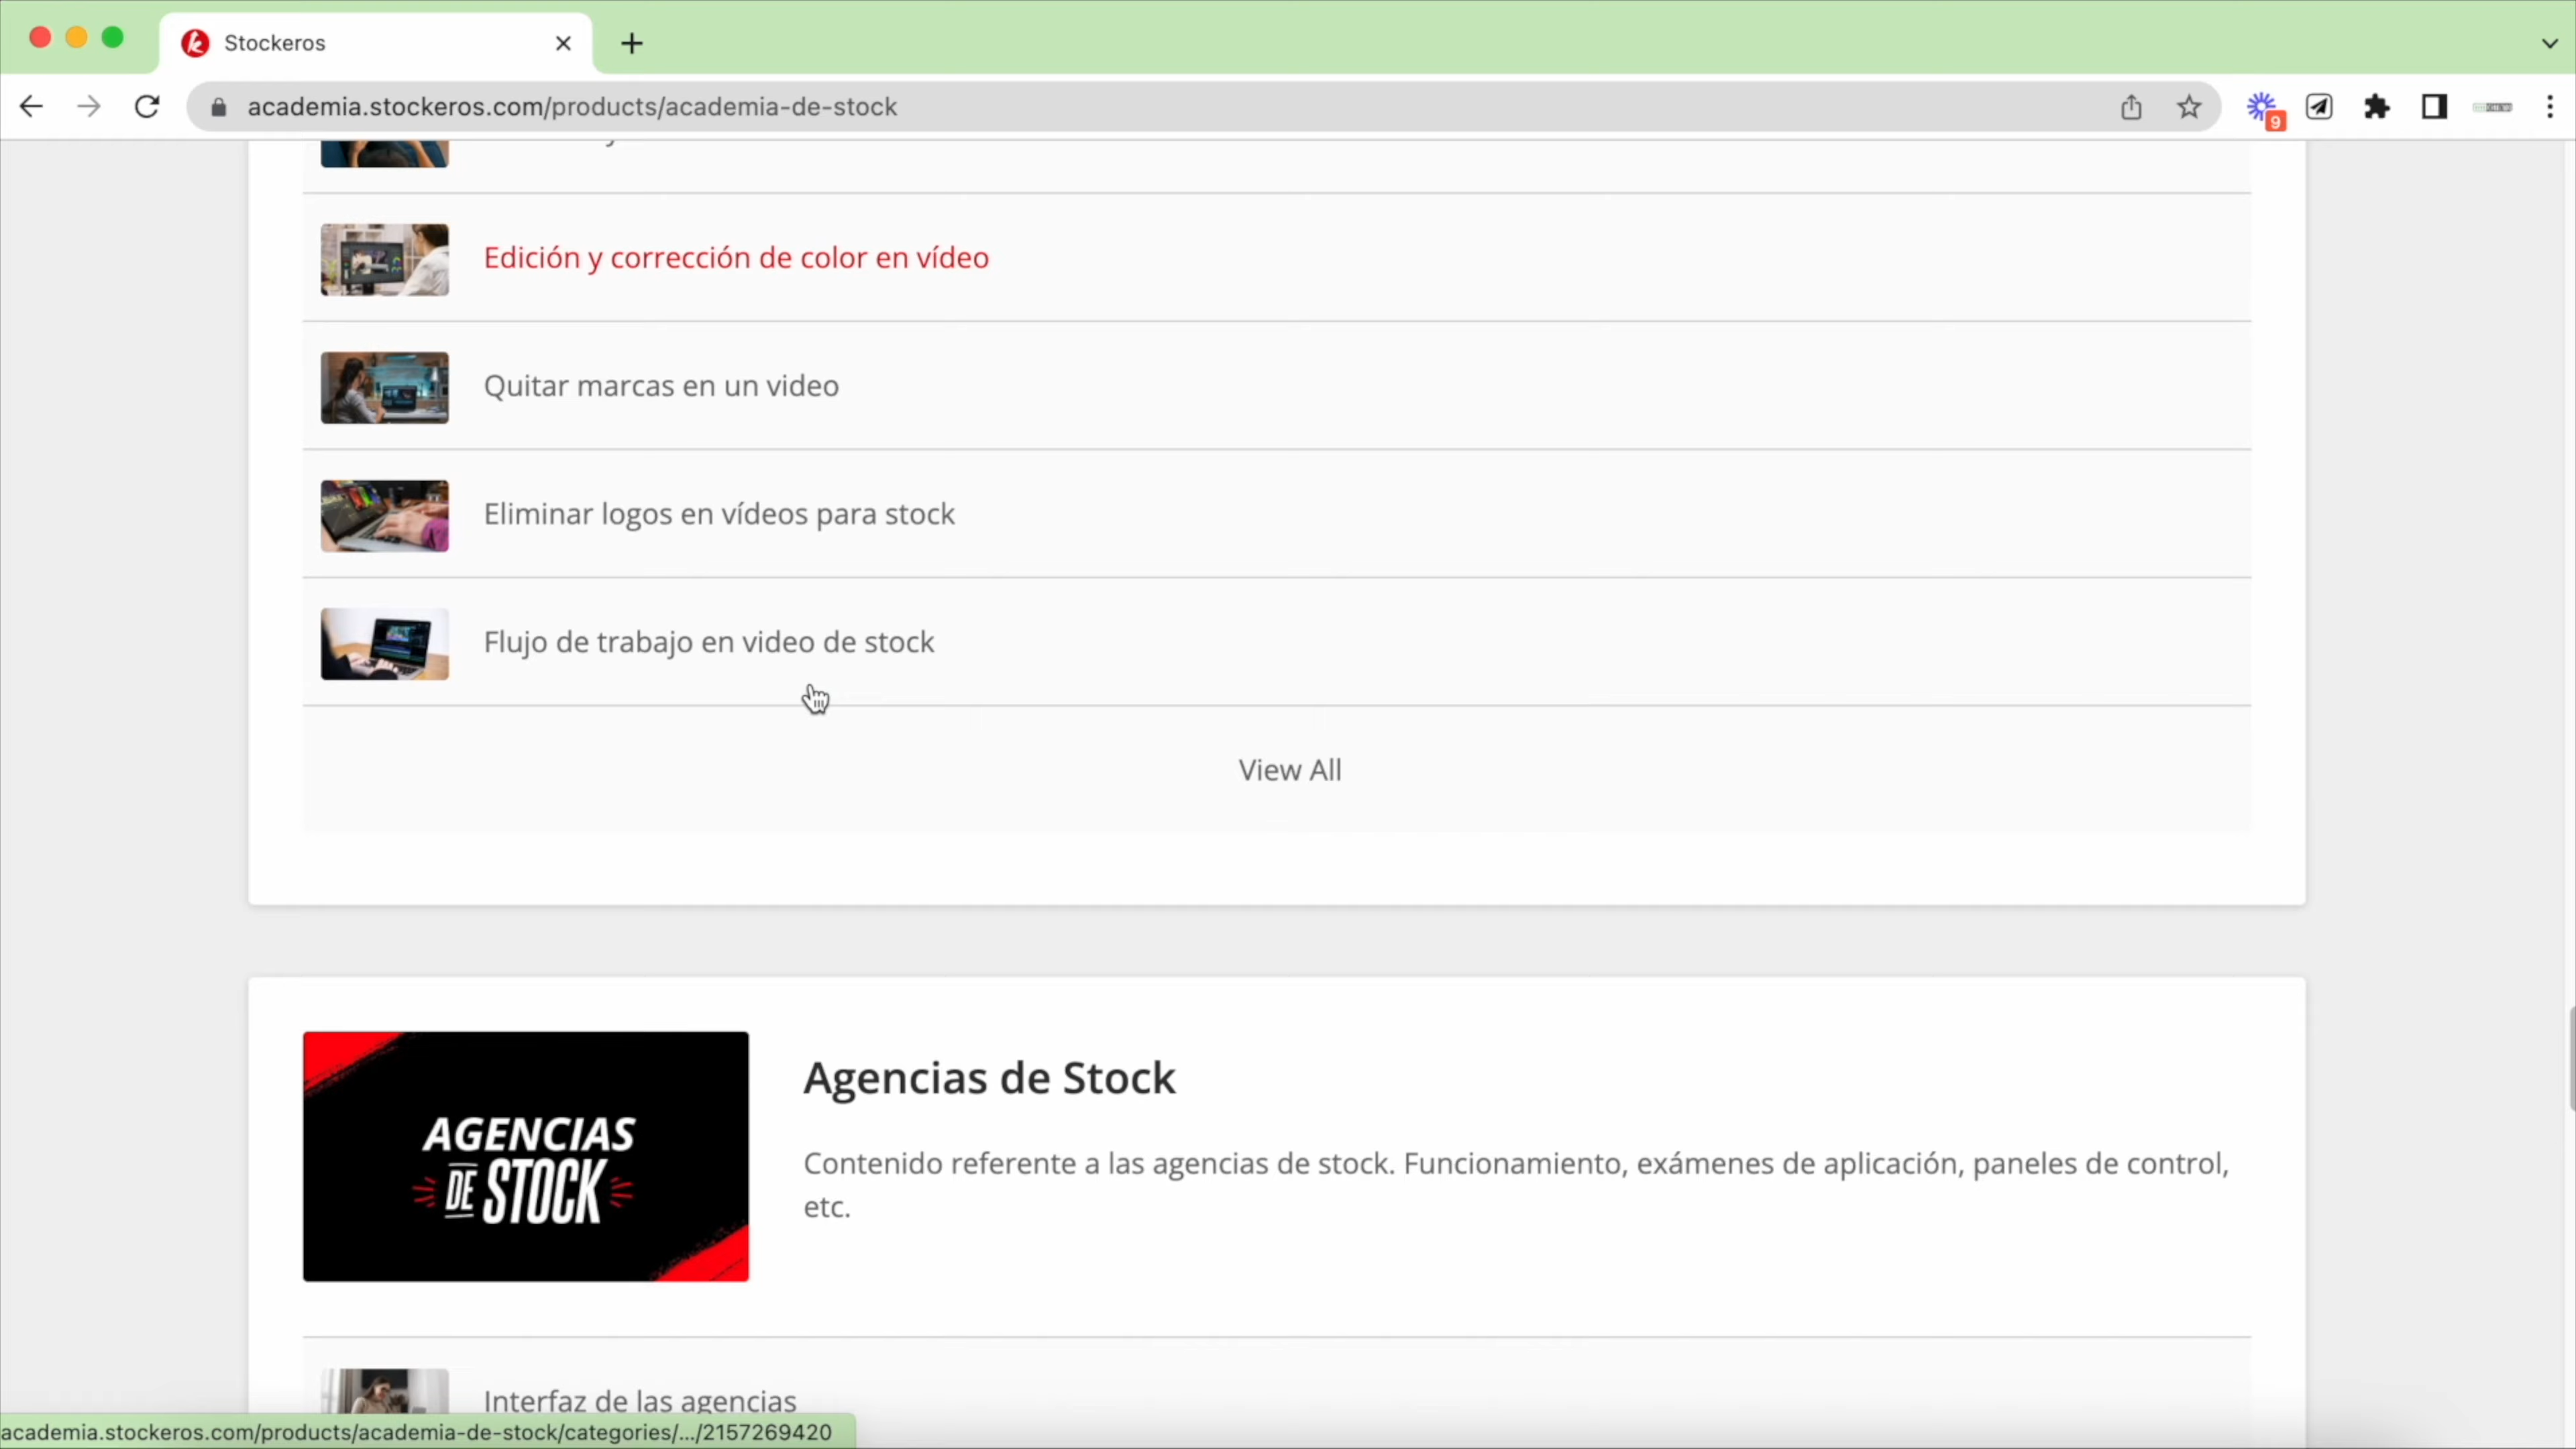 Stockeros
academia.stockeros.com/products/academia-de-stock
9
Edición y corrección de color en vídeo
Quitar marcas en un video
Eliminar logos en vídeos para stock
Flujo de trabajo en video de stock
View All
AGENCIAS
DE STOCK
Agencias de Stock
Contenido referente a las agencias de stock. Funcionamiento, exámenes de aplicación, paneles de control,
etc.
Interfaz de las agencias
academia.stockeros.com/products/academia-de-stock/categories/.../2157269420